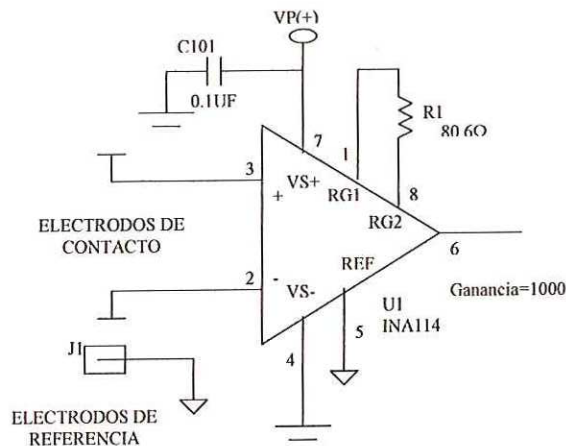 VP(+)
C101
0.1UF
7
1
R1
80.6Ω
3
VS+
RG1
8
+
RG2
ELECTRODOS DE
CONTACTO
6
REF
2
-
VS-
U1
INA114
Ganancia=1000
5
J1
4
ELECTRODOS DE
REFERENCIA